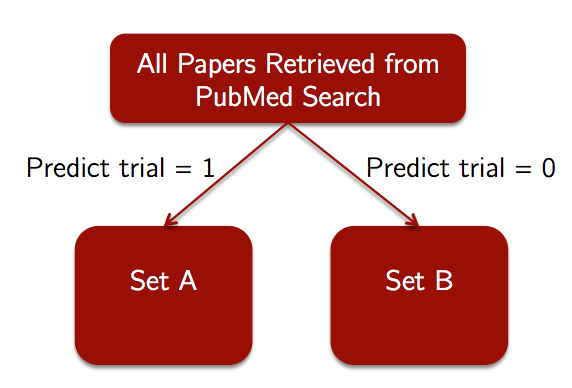 All Papers Retrieved from
PubMed Search
Predict trial = 1
Predict trial = 0
Set A
Set B